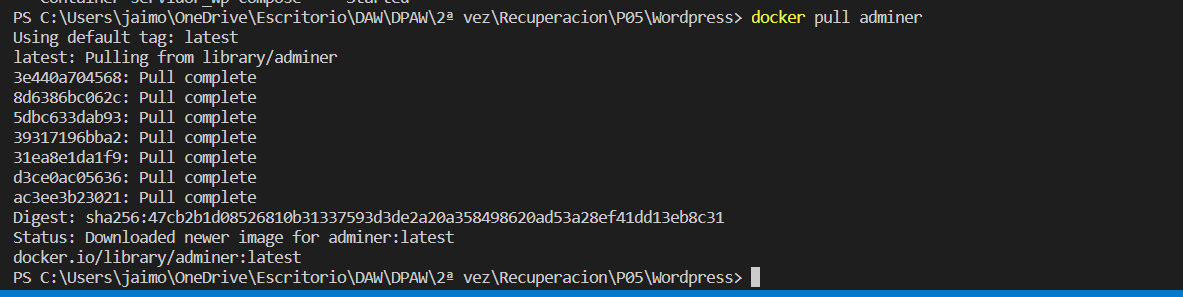 Container servidor_wp_compose    Started
PS C:\Users\jaimo\OneDrive\Escritorio\DAW\DPAW\2ª vez\Recuperacion\P05\Wordpress> docker pull adminer
Using default tag: latest
latest: Pulling from library/adminer
3e440a704568: Pull complete
8d6386bc062c: Pull complete
5dbc633dab93: Pull complete
39317196bba2: Pull complete
31ea8e1da1f9: Pull complete
d3ce0ac05636: Pull complete
ac3ee3b23021: Pull complete
Digest: sha256:47cb2b1d08526810b31337593d3de2a20a358498620ad53a28ef41dd13eb8c31
Status: Downloaded newer image for adminer:latest
docker.io/library/adminer:latest
PS C:\Users\jaimo\OneDrive\Escritorio\DAW\DPAW\2ª vez\Recuperacion\P05\Wordpress>